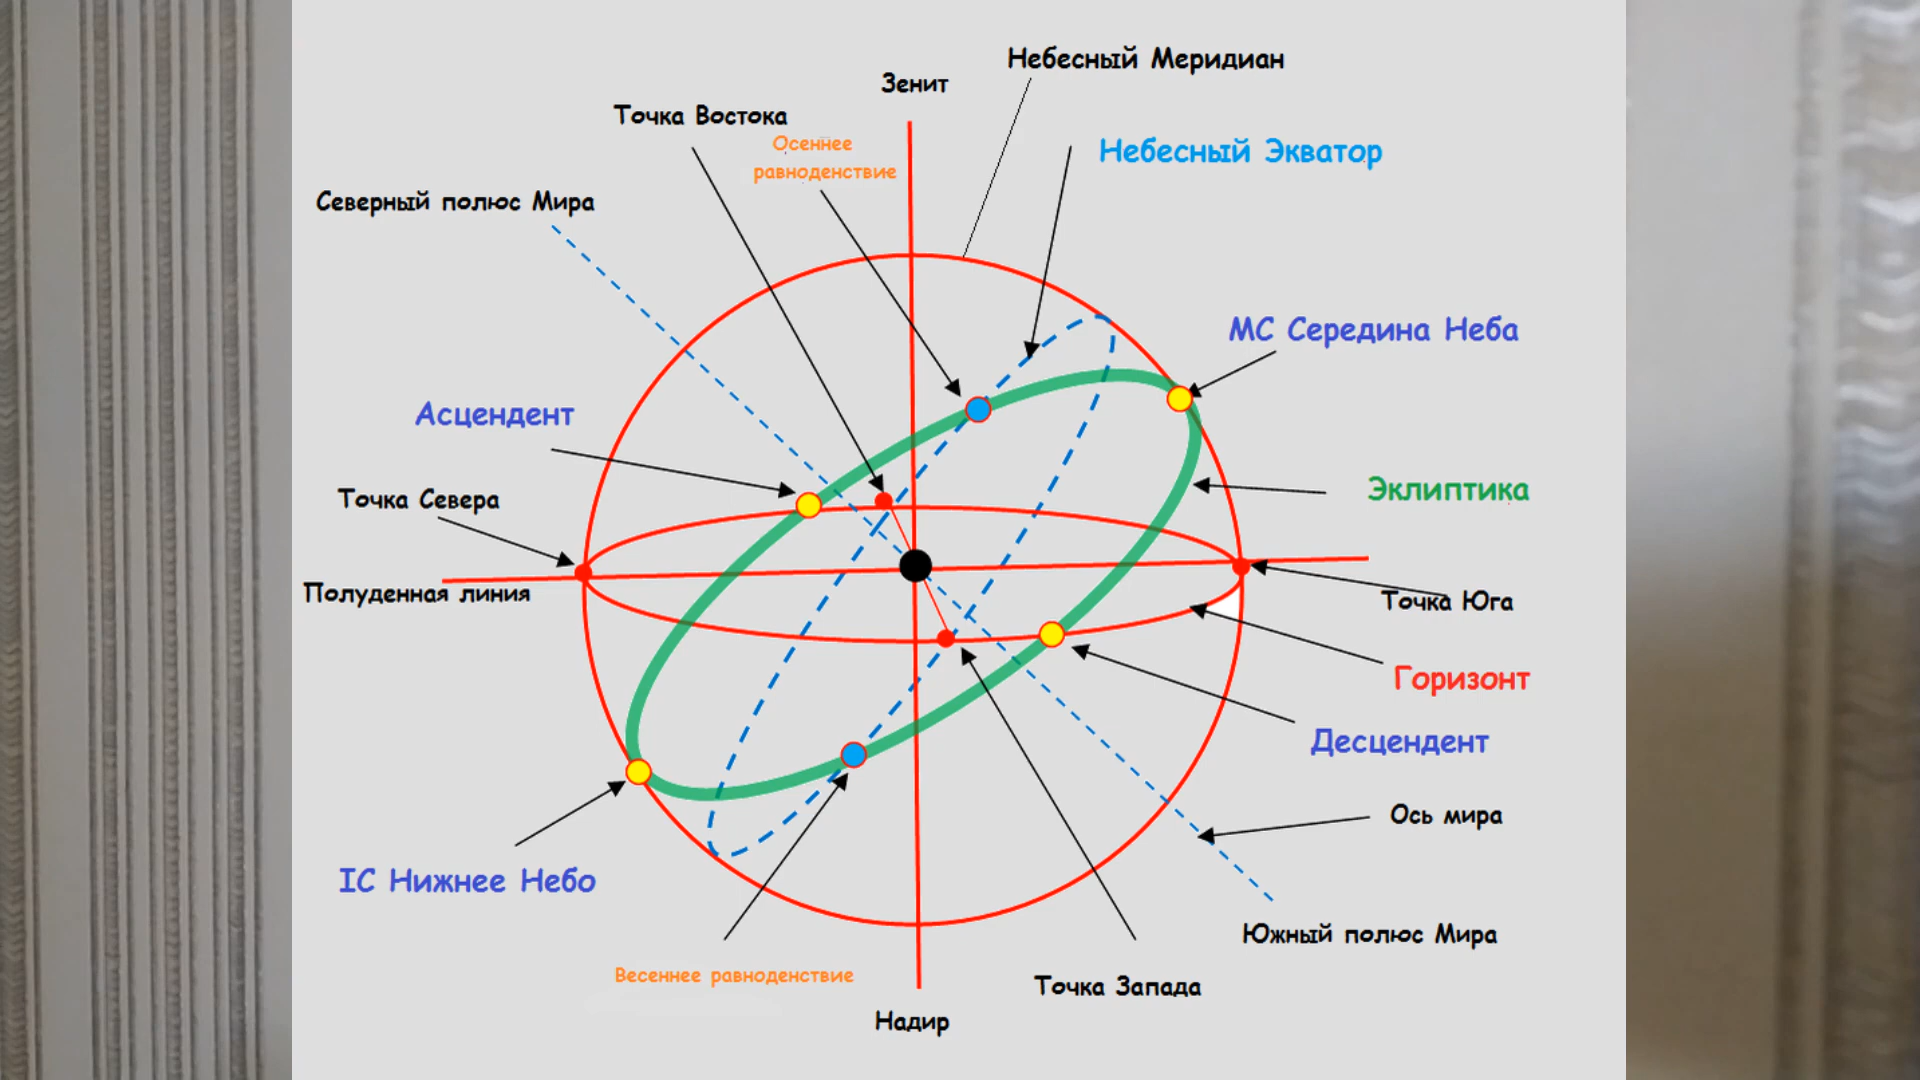 Небесный Меридиан
Зенит
Точка Востока
Осеннее
равноденствие
Небесный Экватор
Северный полюс Мира
МС Середина Неба
Асцендент
Точка Севера
Эклиптика
Полуденная линия
Точка Юга
Горизонт
Десцендент
Ось мира
IC Нижнее Небо
Южный полюс Мира
Весеннее равноденствие
Точка Запада
Надир